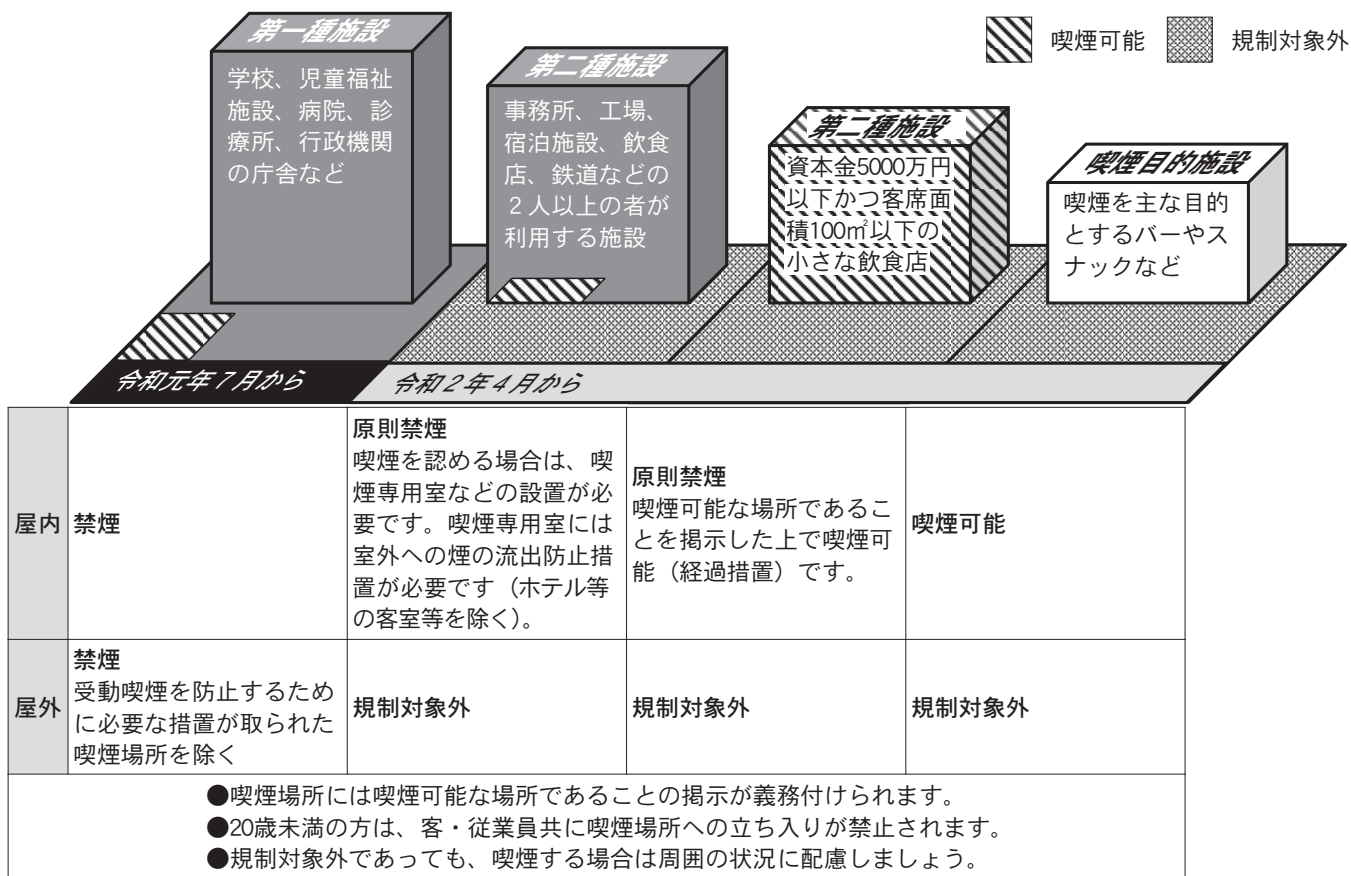 第一種施設
学校、児童福祉
施設、病院、診
療所、行政機関
の庁舎など
第二種施設
事務所、工場、
宿泊施設、飲食
店、鉄道などの
２人以上の者が
利用する施設
第二種施設
資本金5000万円
以下かつ客席面
積100㎡以下の
小さな飲食店
喫煙目的施設
喫煙を主な目的
とするバーやス
ナックなど
喫煙可能
規制対象外
令和元年７月から
令和２年４月から
屋内
禁煙
原則禁煙
喫煙を認める場合は、喫
煙専用室などの設置が必
要です。喫煙専用室には
室外への煙の流出防止措
置が必要です（ホテル等
の客室等を除く）。
原則禁煙
喫煙可能な場所であるこ
とを掲示した上で喫煙可
能（経過措置）です。
喫煙可能
屋外
禁煙
受動喫煙を防止するため
に必要な措置が取られた
喫煙場所を除く
規制対象外
規制対象外
規制対象外
●喫煙場所には喫煙可能な場所であることの掲示が義務付けられます。
●20歳未満の方は、客・従業員共に喫煙場所への立ち入りが禁止されます。
●規制対象外であっても、喫煙する場合は周囲の状況に配慮しましょう。